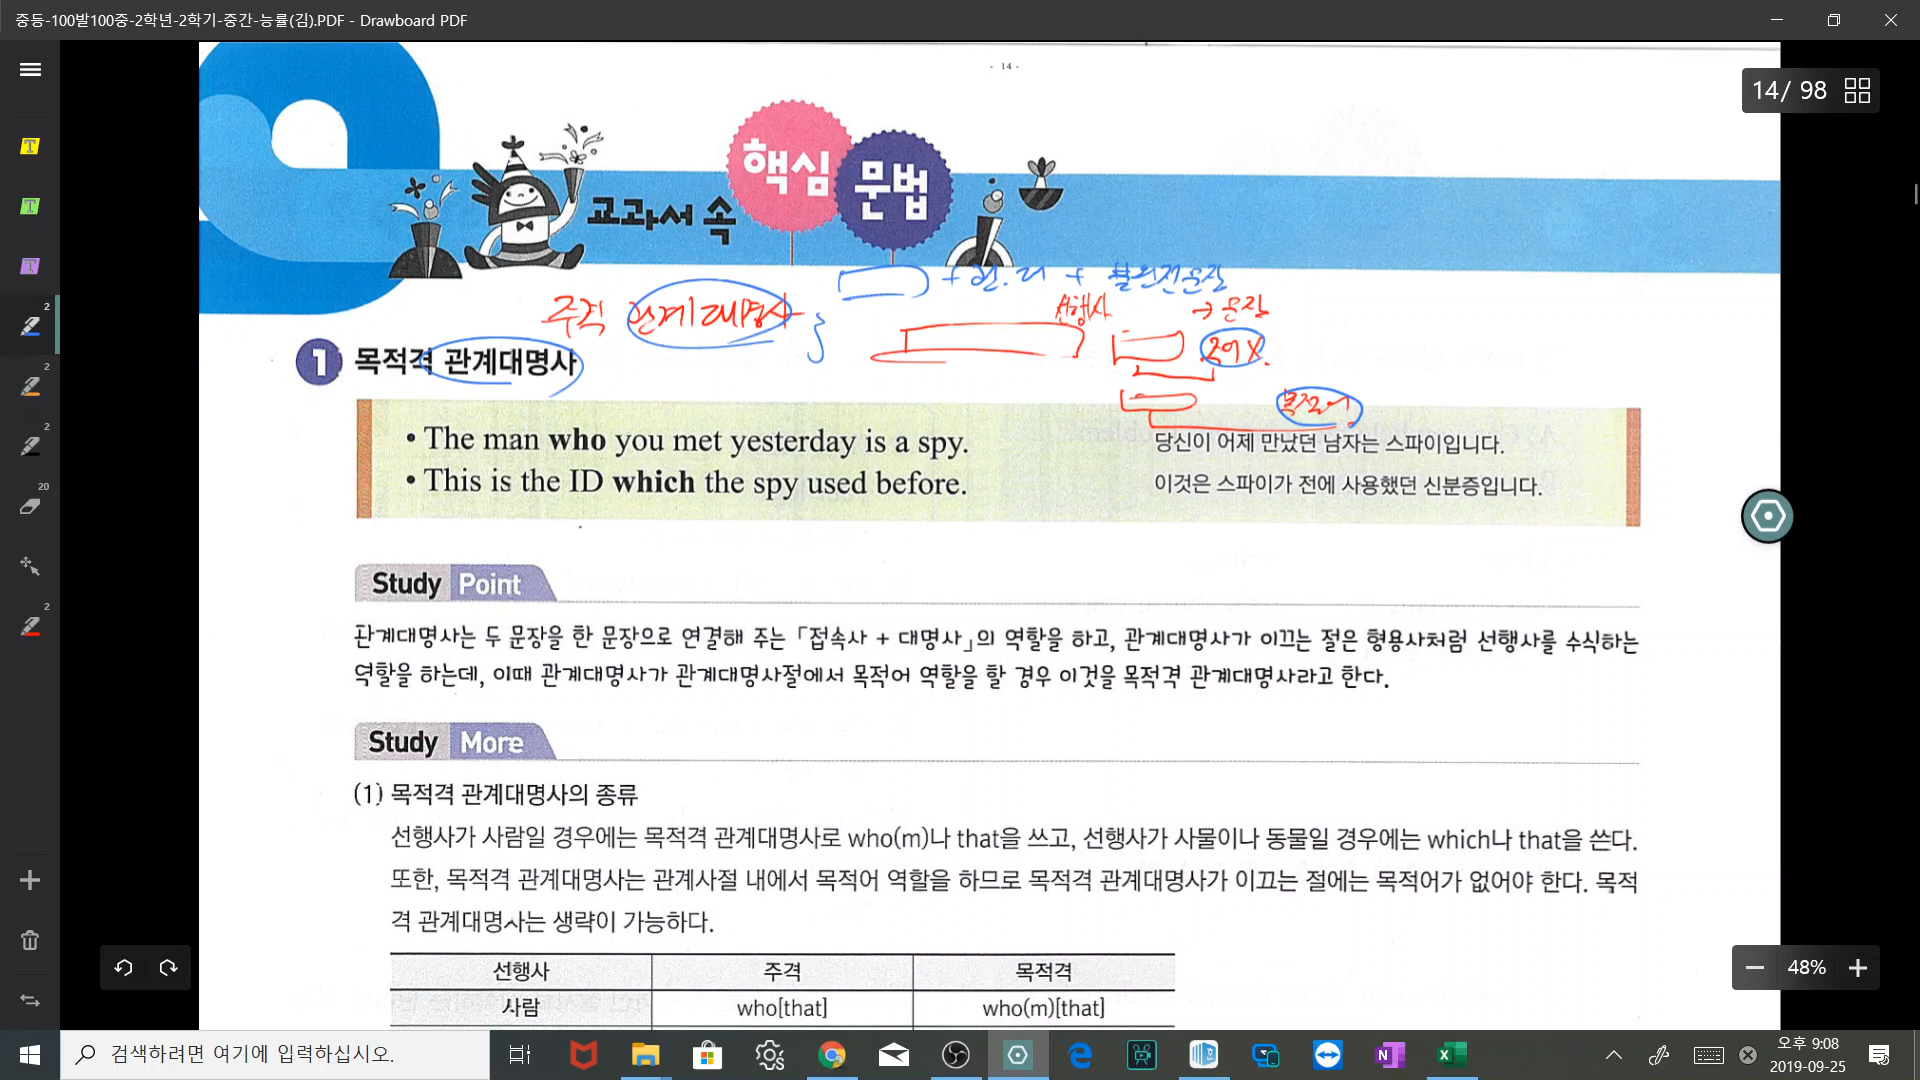 중등-100발100중-2학년-2학기-중간-능률(김).PDF - Drawboard PDF
- 14 -
14 / 98
교과서 속 핵심 문법
+ 관.대 + 불완전문장
주격 관계대명사
선행사 → 문장
주어X.
1 목적격 관계대명사
목적어
• The man who you met yesterday is a spy. 당신이 어제 만났던 남자는 스파이입니다.
• This is the ID which the spy used before. 이것은 스파이가 전에 사용했던 신분증입니다.
Study Point
관계대명사는 두 문장을 한 문장으로 연결해 주는 「접속사 + 대명사」의 역할을 하고, 관계대명사가 이끄는 절은 형용사처럼 선행사를 수식하는
역할을 하는데, 이때 관계대명사가 관계대명사절에서 목적어 역할을 할 경우 이것을 목적격 관계대명사라고 한다.
Study More
(1) 목적격 관계대명사의 종류
선행사가 사람일 경우에는 목적격 관계대명사로 who(m)나 that을 쓰고, 선행사가 사물이나 동물일 경우에는 which나 that을 쓴다.
또한, 목적격 관계대명사는 관계사절 내에서 목적어 역할을 하므로 목적격 관계대명사가 이끄는 절에는 목적어가 없어야 한다. 목적
격 관계대명사는 생략이 가능하다.
선행사 주격 목적격
사람 who[that] who(m)[that]
48%
검색하려면 여기에 입력하십시오.
오후 9:08
2019-09-25
2
2
2
20
2